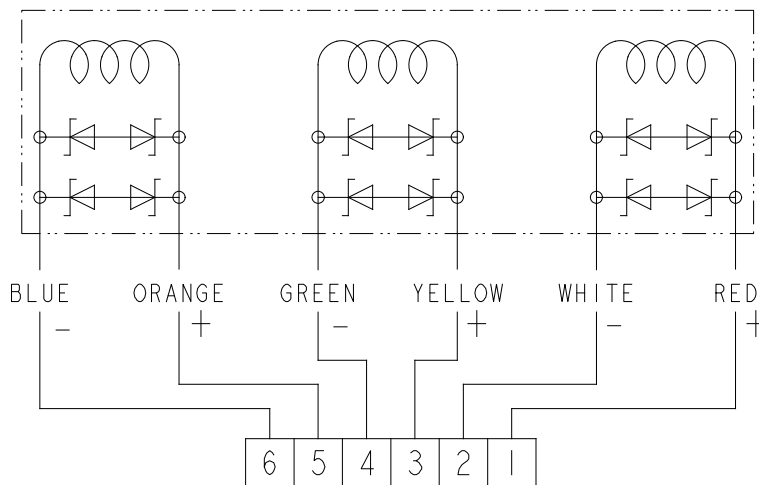 BLUE ORANGE GREEN YELLOW WHITE RED
- + - + - +
6 5 4 3 2 1